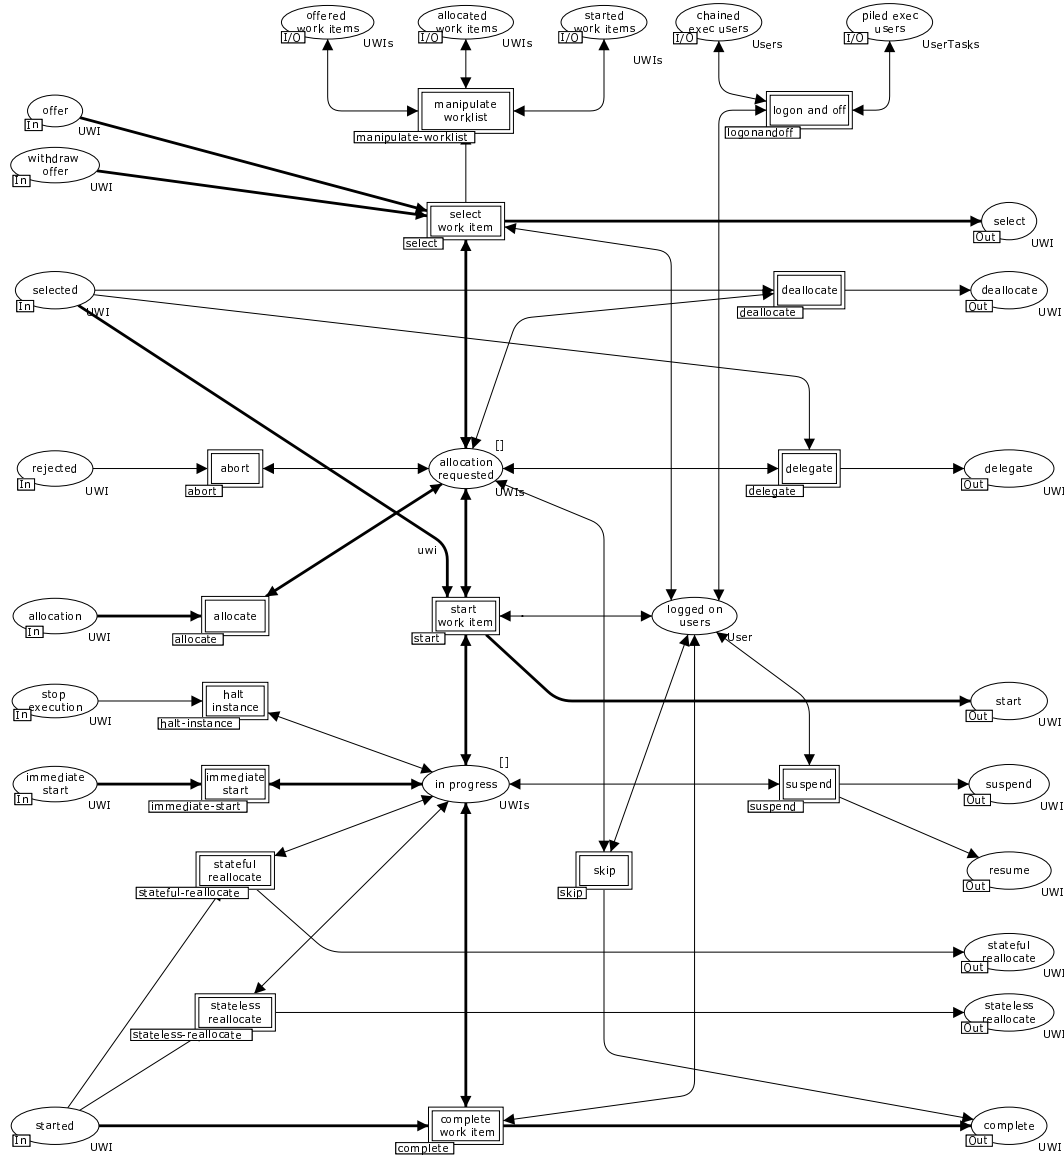 offered
work items
I/O
UWIs
allocated
work items
I/O
UWIs
started
work items
I/O
UWIs
chained
exec users
I/O
Users
piled exec
users
I/O
UserTasks
offer
In
UWI
manipulate
worklist
manipulate-worklist
logon and off
logonandoff
withdraw
offer
In
UWI
select
work item
select
select
Out
UWI
selected
In
UWI
deallocate
deallocate
deallocate
Out
UWI
rejected
In
UWI
abort
abort
[]
allocation
requested
UWIs
delegate
delegate
delegate
Out
UWI
uwi
allocation
In
UWI
allocate
allocate
start
work item
start
logged on
users
User
stop
execution
In
UWI
halt
instance
halt-instance
start
Out
UWI
immediate
start
In
UWI
immediate
start
immediate-start
[]
in progress
UWIs
suspend
suspend
suspend
Out
UWI
stateful
reallocate
stateful-reallocate
skip
skip
resume
Out
UWI
stateful
reallocate
Out
UWI
stateless
reallocate
stateless-reallocate
stateless
reallocate
Out
UWI
started
In
UWI
complete
work item
complete
complete
Out
UWI